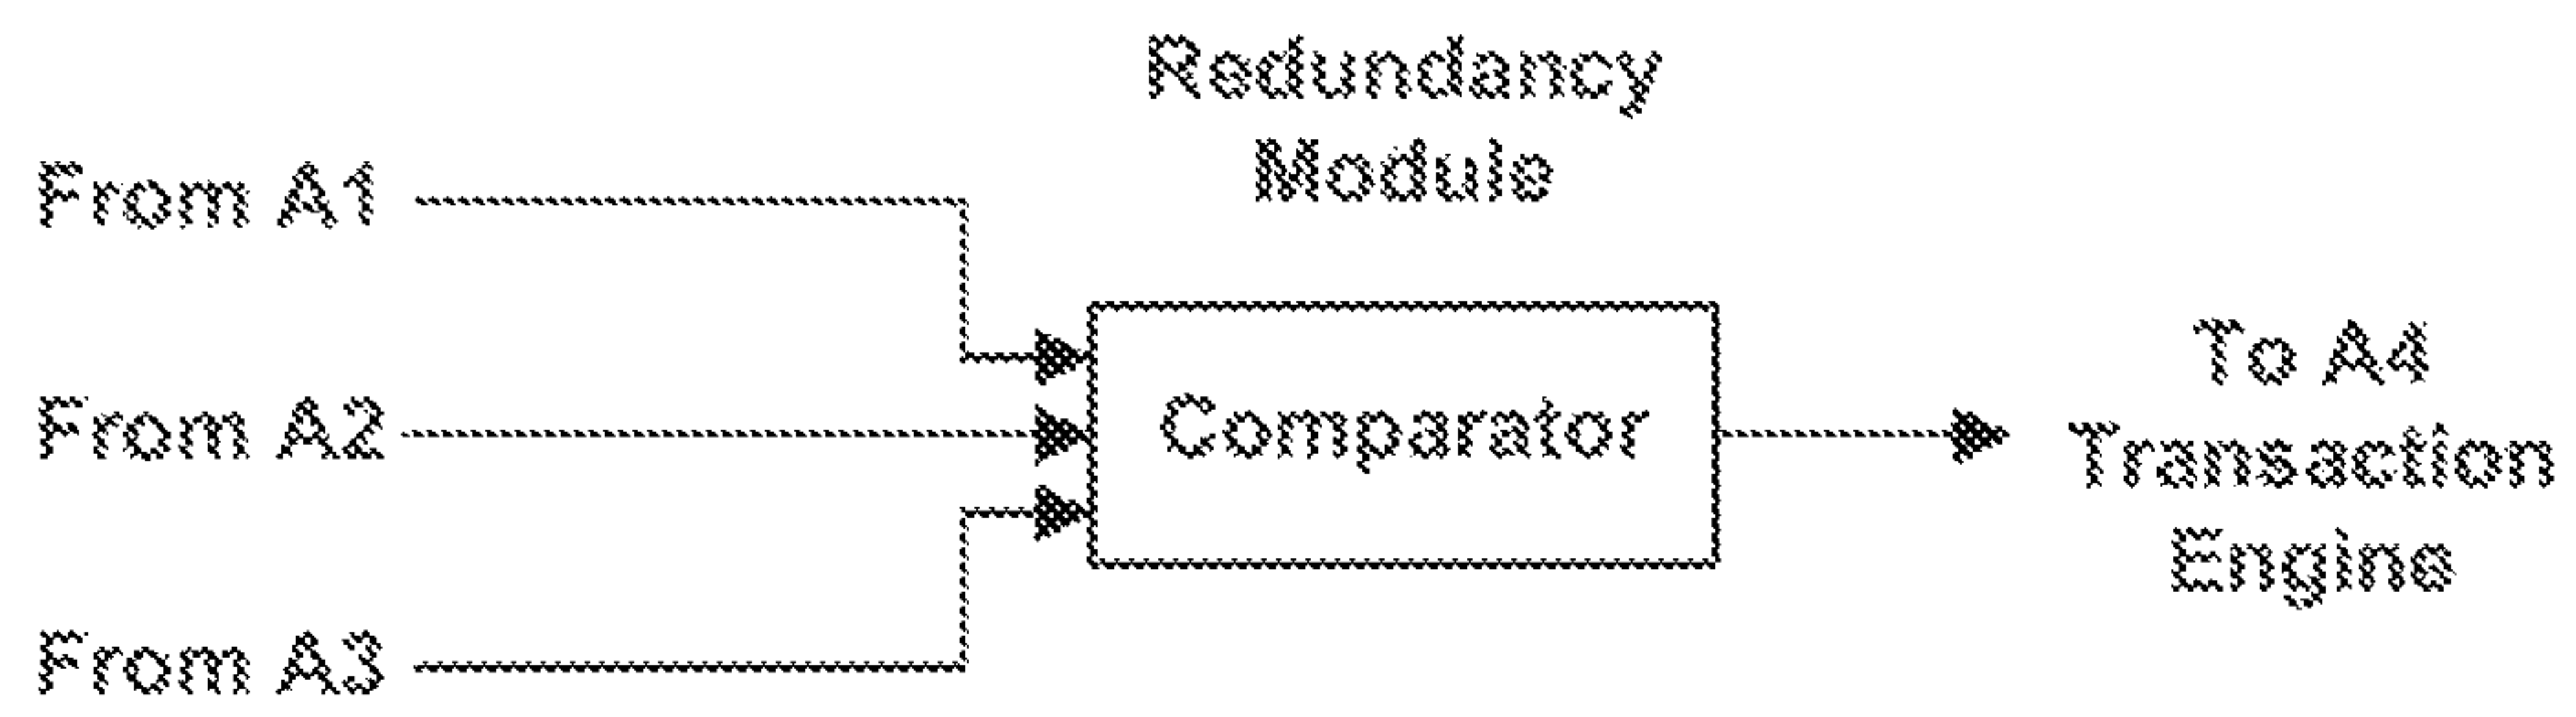 Redundancy
Module
From A1
From A2
From A3
Comparator
To A4
Transaction
Engine